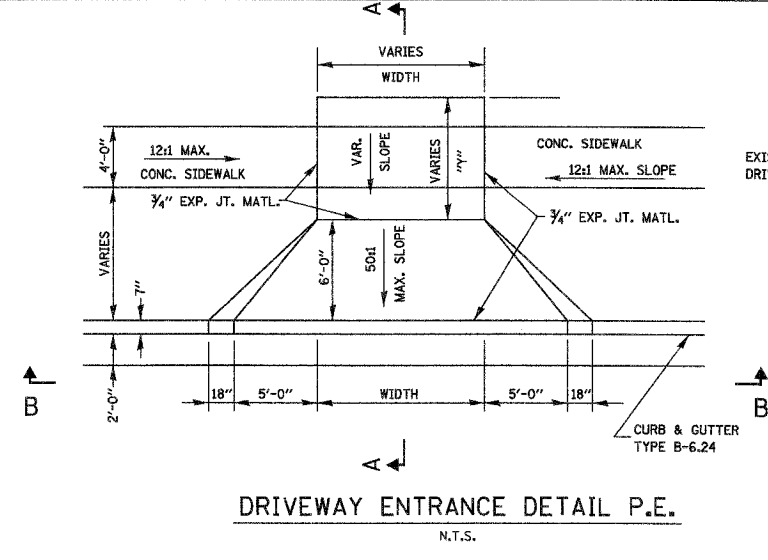 A
VARIES
WIDTH
4'-0"
12:1 MAX.
CONC. SIDEWALK
VAR.
SLOPE
VARIES
"Y"
CONC. SIDEWALK
12:1 MAX. SLOPE
EXIS
DRIV
3/4" EXP. JT. MATL.
3/4" EXP. JT. MATL.
VARIES
7"
6'-0"
50:1
MAX. SLOPE
B
2'-0"
18"
5'-0"
WIDTH
5'-0"
18"
B
CURB & GUTTER
TYPE B-6.24
A
DRIVEWAY ENTRANCE DETAIL P.E.
N.T.S.